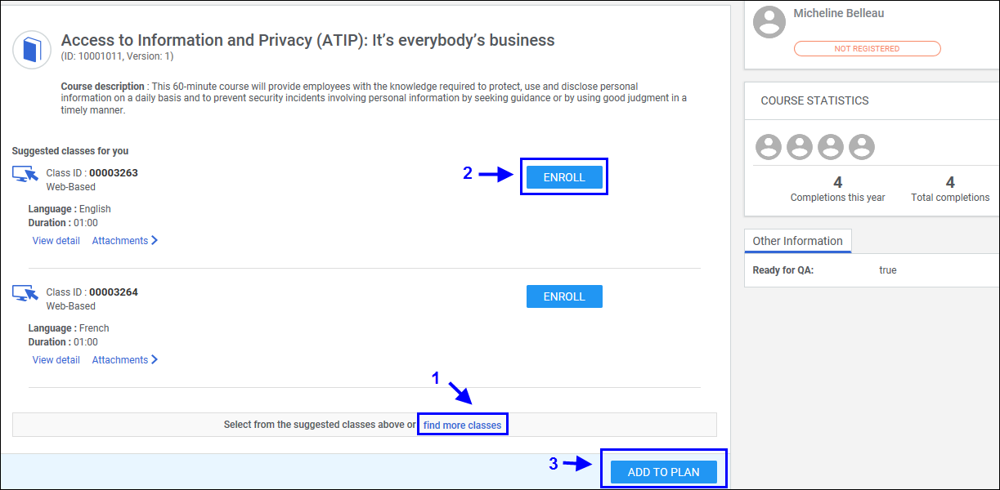 Access to Information and Privacy (ATIP): It’s everybody’s business
(ID: 10001011, Version: 1)
Course description : This 60-minute course will provide employees with the knowledge required to protect, use and disclose personal
information on a daily basis and to prevent security incidents involving personal information by seeking guidance or by using good judgment in a
timely manner.
Suggested classes for you
Class ID : 00003263
Web-Based
2
ENROLL
Language : English
Duration : 01:00
View detail Attachments
Class ID : 00003264
Web-Based
ENROLL
Language : French
Duration : 01:00
View detail Attachments
1
Select from the suggested classes above or find more classes
3
ADD TO PLAN
Micheline Belleau
NOT REGISTERED
COURSE STATISTICS
4 4
Completions this year Total completions
Other Information
Ready for QA: true